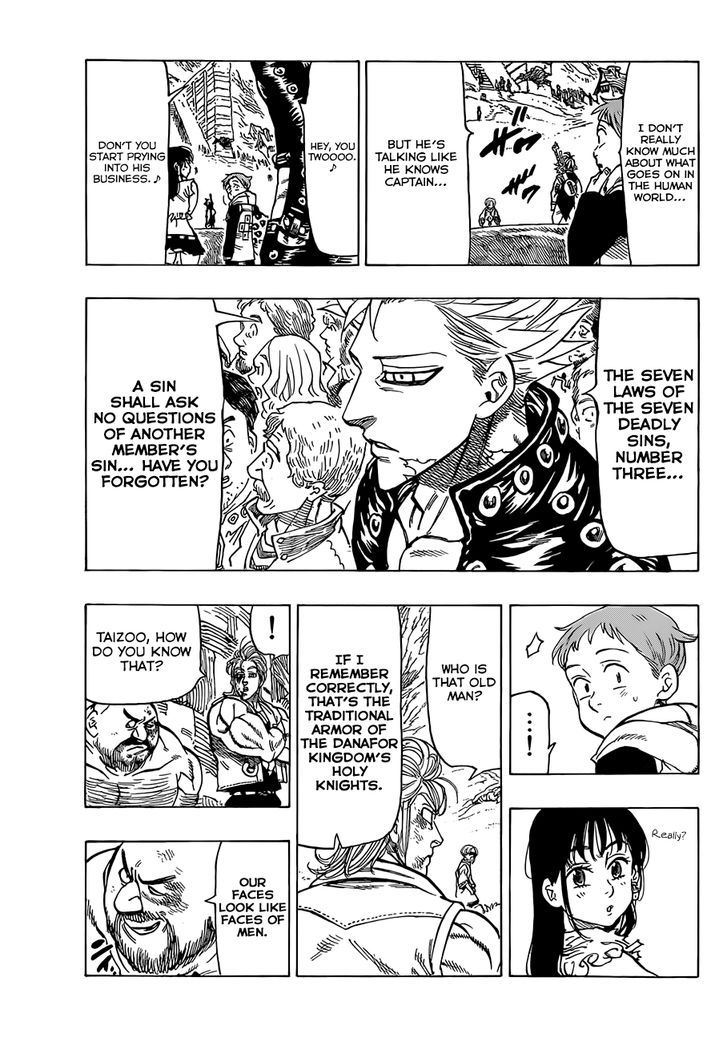 I DON'T
REALLY
KNOW MUCH
ABOUT WHAT
GOES ON IN
THE HUMAN
WORLD...
BUT HE'S
TALKING LIKE
HE KNOWS
CAPTAIN...
HEY, YOU
TWOOOO.
♪
DON'T YOU
START PRYING
INTO HIS
BUSINESS. ♪
THE SEVEN
LAWS OF
THE SEVEN
DEADLY
SINS,
NUMBER
THREE...
A SIN
SHALL ASK
NO QUESTIONS
OF ANOTHER
MEMBER'S
SIN... HAVE YOU
FORGOTTEN?
...!
Really?
WHO IS
THAT OLD
MAN?
IF I
REMEMBER
CORRECTLY,
THAT'S THE
TRADITIONAL
ARMOR OF
THE DANAFOR
KINGDOM'S
HOLY
KNIGHTS.
!
TAIZOO, HOW
DO YOU KNOW
THAT?
OUR
FACES
LOOK LIKE
FACES OF
MEN.